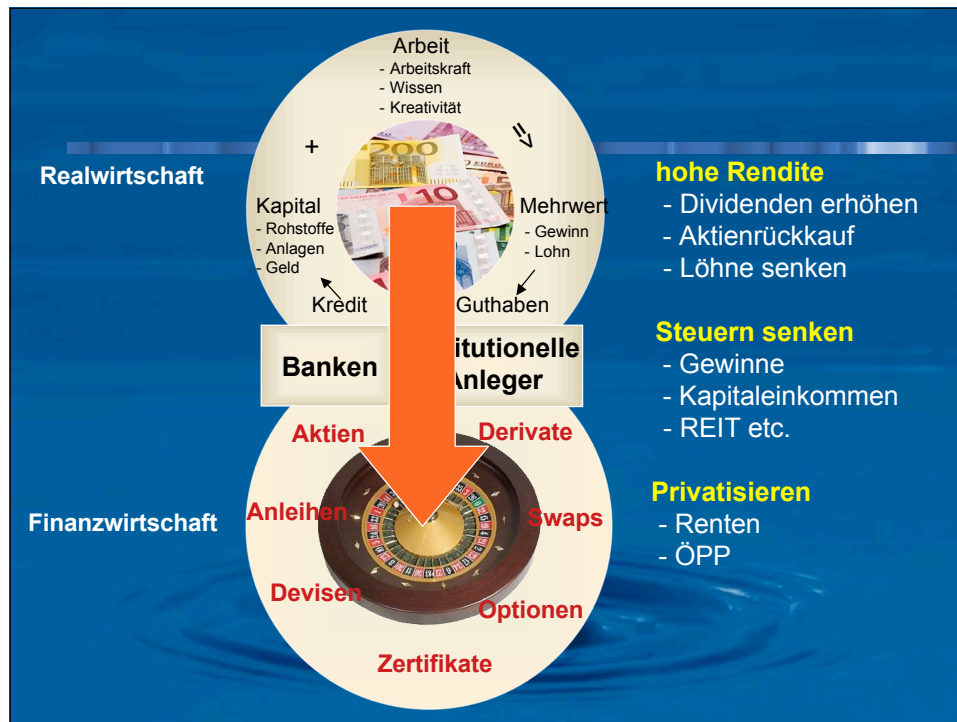 Arbeit
- Arbeitskraft
- Wissen
- Kreativität
+
=>
200
10
Realwirtschaft
Kapital
- Rohstoffe
- Anlagen
- Geld
Mehrwert
- Gewinn
- Lohn
Kredit
Guthaben
Banken
itutionelle
Anleger
Aktien
Derivate
Anleihen
Swaps
Finanzwirtschaft
Devisen
Optionen
Zertifikate
hohe Rendite
- Dividenden erhöhen
- Aktienrückkauf
- Löhne senken
Steuern senken
- Gewinne
- Kapitaleinkommen
- REIT etc.
Privatisieren
- Renten
- ÖPP